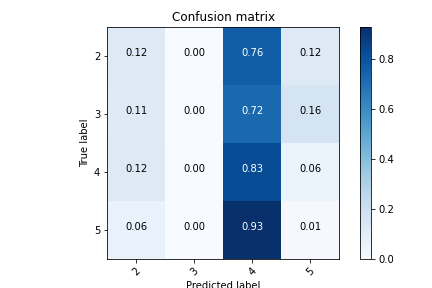 Confusion matrix
2 0.12 0.00 0.76 0.12
3 0.11 0.00 0.72 0.16
4 0.12 0.00 0.83 0.06
5 0.06 0.00 0.93 0.01
True label
2 3 4 5
Predicted label
0.8
0.6
0.4
0.2
0.0